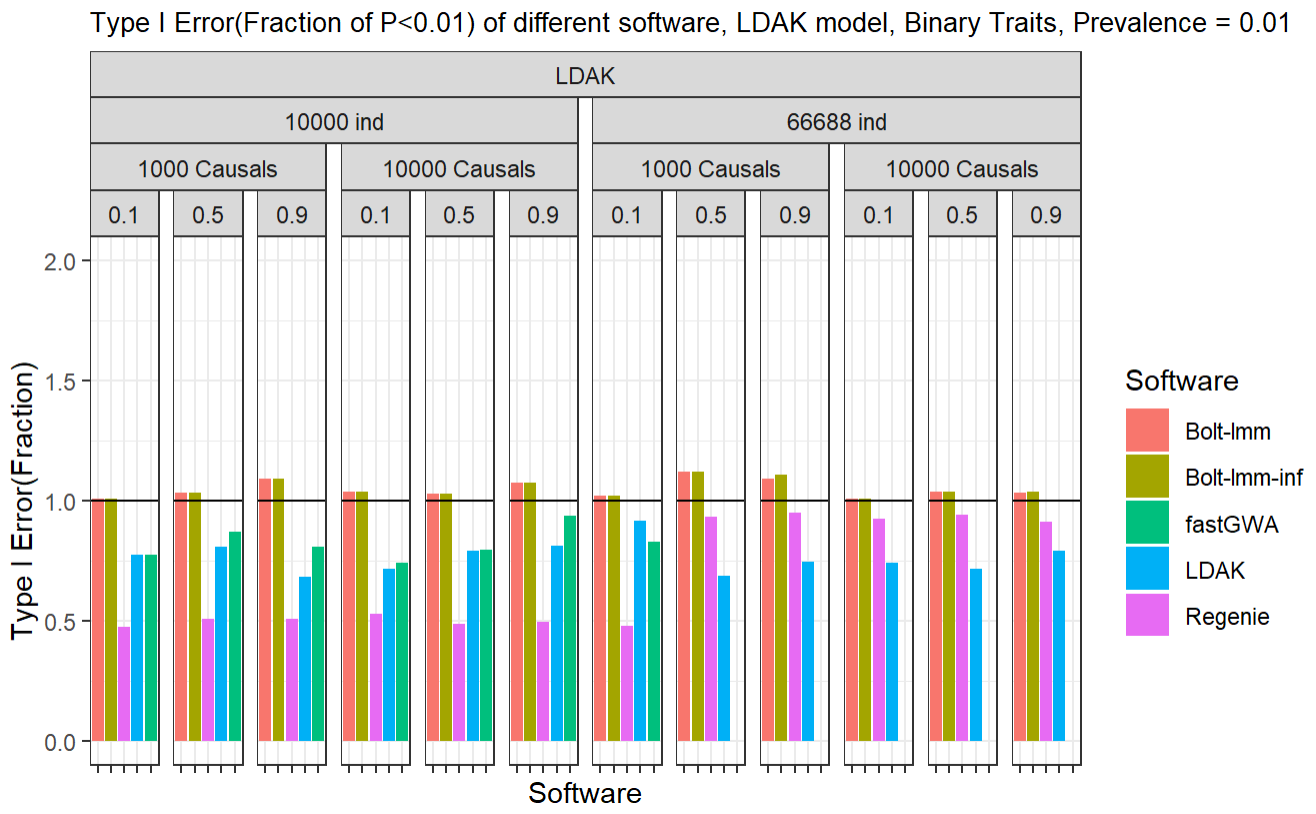 Type I Error(Fraction of P<0.01) of different software, LDAK model, Binary Traits, Prevalence = 0.01
LDAK
10000 ind 66688 ind
1000 Causals 10000 Causals 1000 Causals 10000 Causals
0.1 0.5 0.9 0.1 0.5 0.9 0.1 0.5 0.9 0.1 0.5 0.9
2.0
1.5
1.0
0.5
0.0
Type I Error(Fraction)
Software
Software
Bolt-lmm
Bolt-lmm-inf
fastGWA
LDAK
Regenie